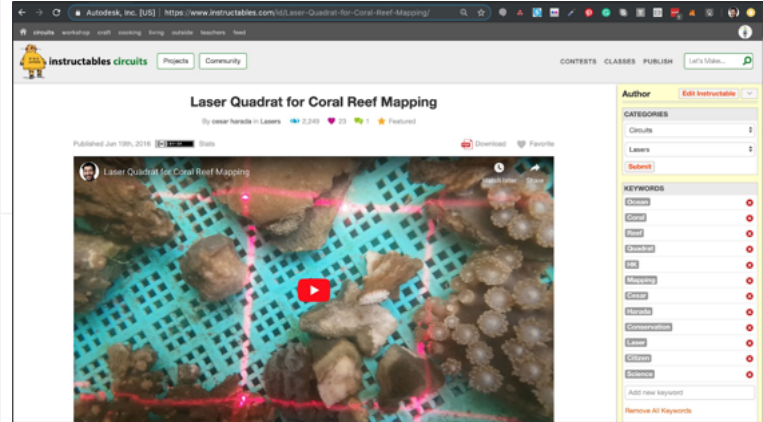 Autodesk, Inc. [US] | https://www.instructables.com/id/Laser-Quadrat-for-Coral-Reef-Mapping/
circuits workshop craft cooking living outside teachers feed
instructables circuits Projects Community CONTESTS CLASSES PUBLISH Let's Make...
Laser Quadrat for Coral Reef Mapping
By cesar harada in Lasers 2,249 23 1 Featured
Published Jun 19th, 2016 Stats Download Favorite
Laser Quadrat for Coral Reef Mapping
Watch later Share
Author Edit Instructable
CATEGORIES
Circuits
Lasers
Submit
KEYWORDS
Ocean
Coral
Reef
Quadrat
HK
Mapping
Cesar
Harada
Conservation
Laser
Citizen
Science
Add new keyword
Remove All Keywords